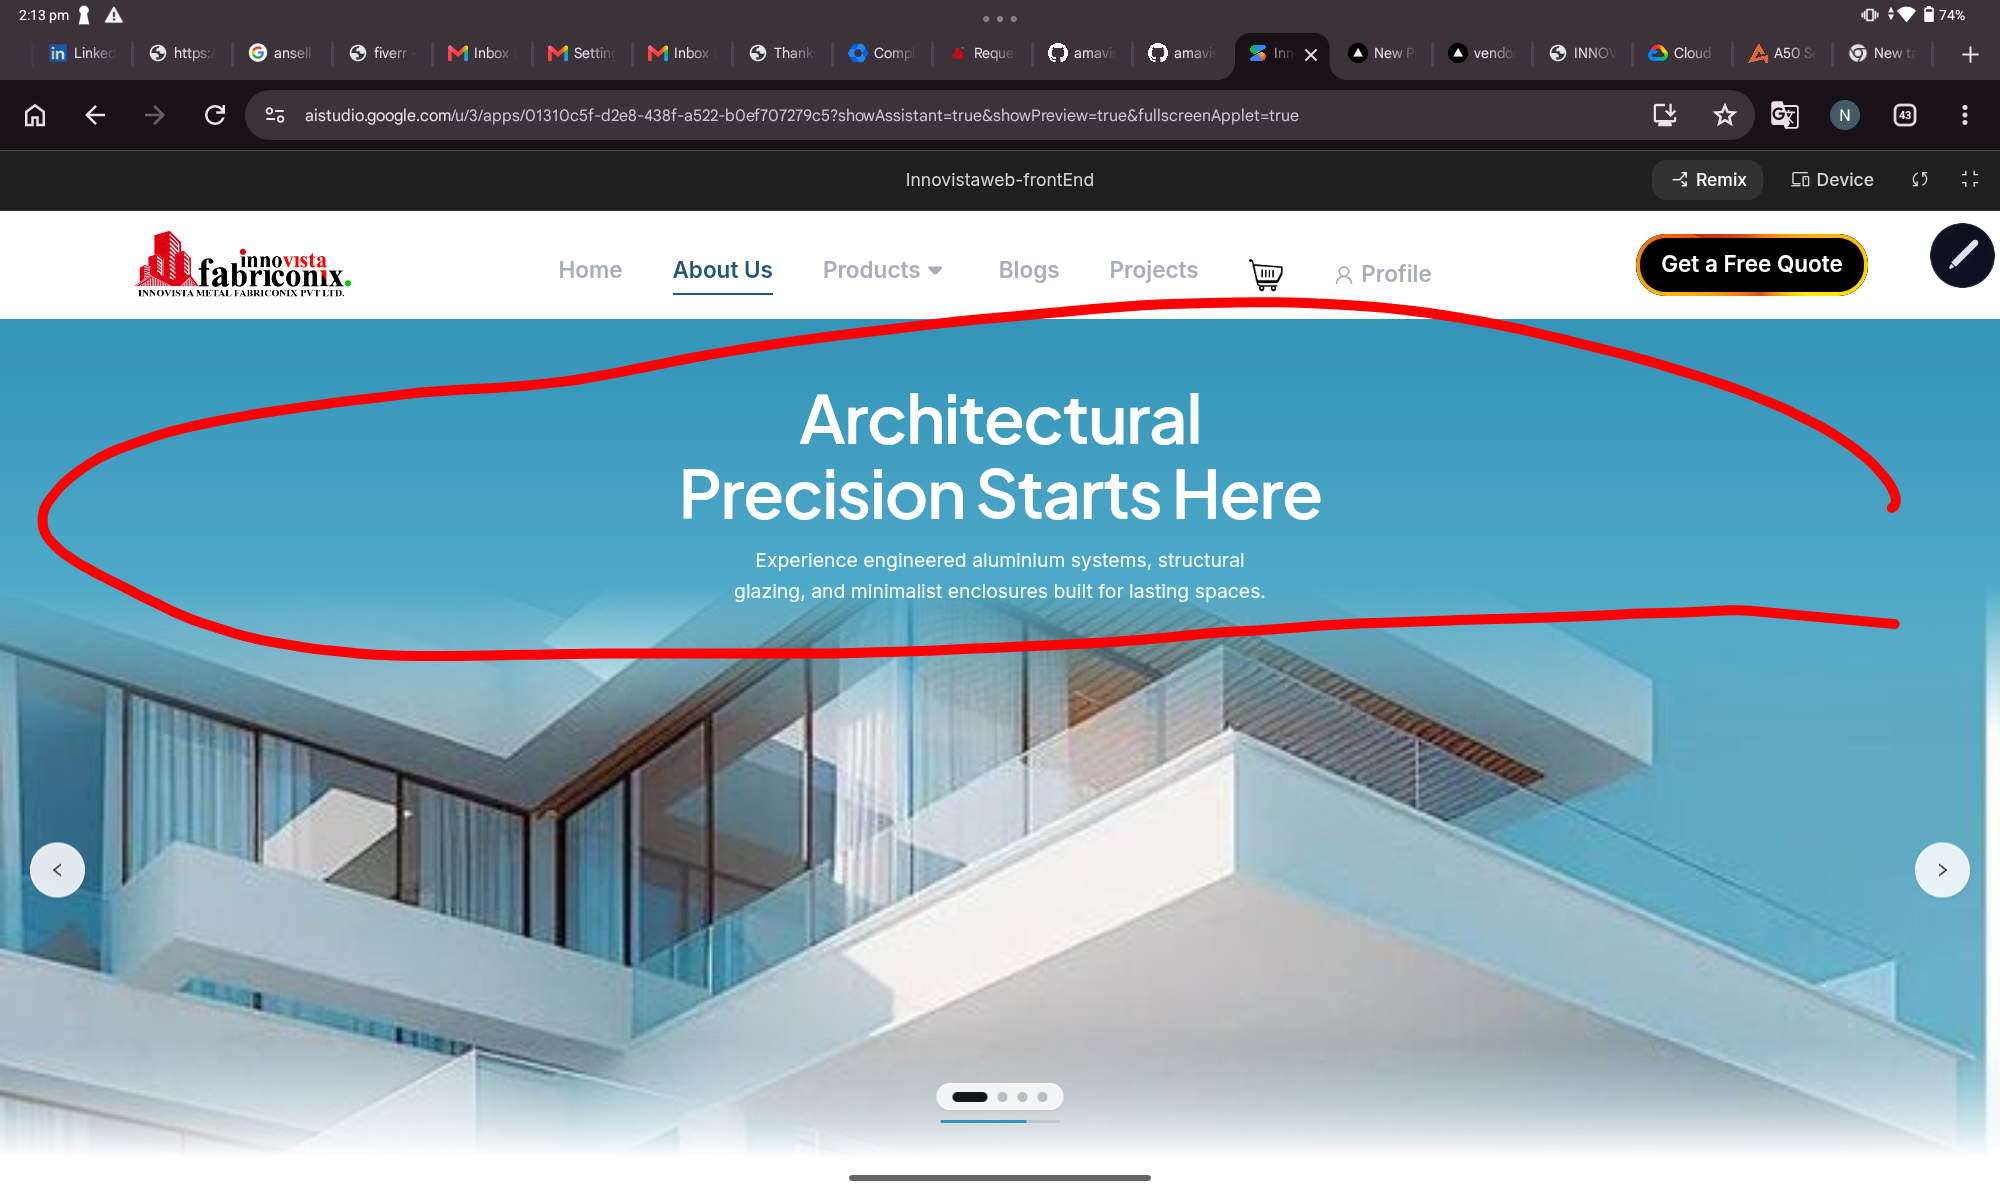 2:13 pm
74%
Linked
https:/
ansell
fiverr -
Inbox
Setting
Inbox
Thank
Compl
Reque
amavis
amavis
Inn
New P
vendo
INNOV
Cloud
A50 S
New t
aistudio.google.com/u/3/apps/01310c5f-d2e8-438f-a522-b0ef707279c5?showAssistant=true&showPreview=true&fullscreenApplet=true
N
43
Innovistaweb-frontEnd
Remix
Device
innovista
fabriconix.
INNOVISTA METAL FABRICONIX PVT LTD.
Home
About Us
Products
Blogs
Projects
Profile
Get a Free Quote
Architectural
Precision Starts Here
Experience engineered aluminium systems, structural
glazing, and minimalist enclosures built for lasting spaces.